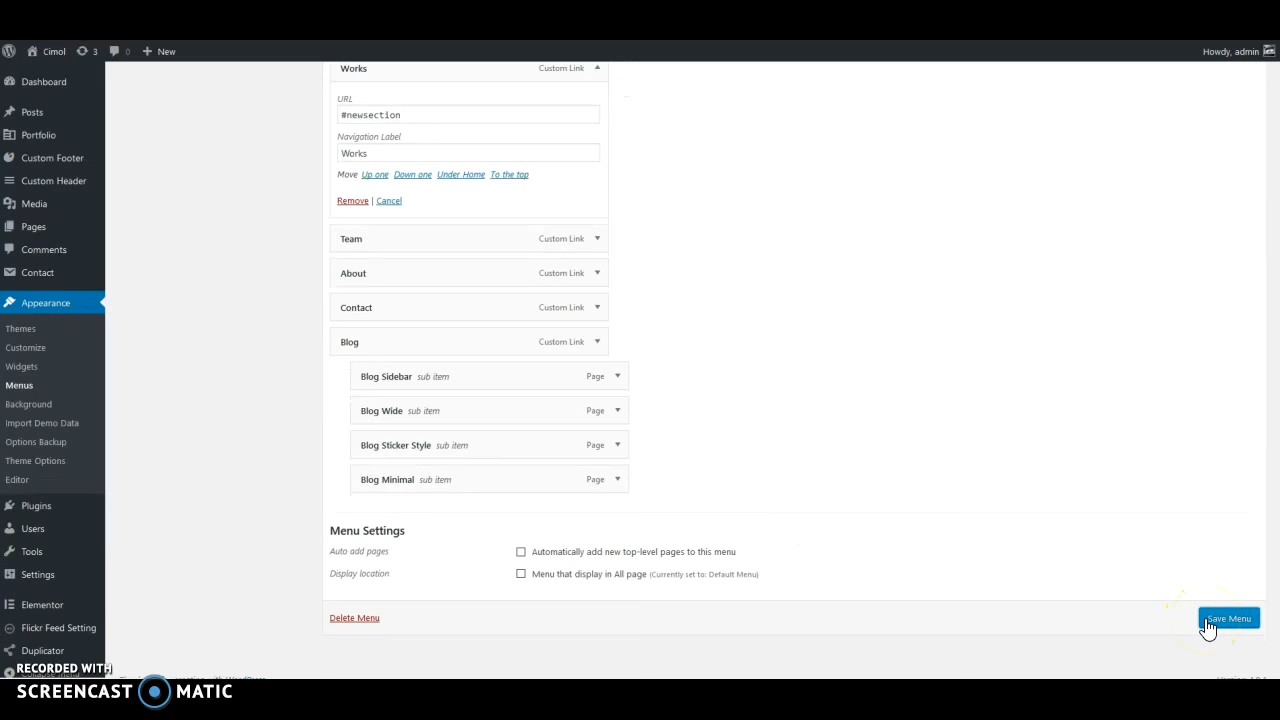 Cimol 3 0 New Howdy, admin
Dashboard
Posts
Portfolio
Custom Footer
Custom Header
Media
Pages
Comments
Contact
Appearance
Themes
Customize
Widgets
Menus
Background
Import Demo Data
Options Backup
Theme Options
Editor
Plugins
Users
Tools
Settings
Elementor
Flickr Feed Setting
Duplicator
Works Custom Link
URL
#newsection
Navigation Label
Works
Move Up one Down one Under Home To the top
Remove | Cancel
Team Custom Link
About Custom Link
Contact Custom Link
Blog Custom Link
Blog Sidebar sub item Page
Blog Wide sub item Page
Blog Sticker Style sub item Page
Blog Minimal sub item Page
Menu Settings
Auto add pages Automatically add new top-level pages to this menu
Display location Menu that display in All page (Currently set to: Default Menu)
Delete Menu Save Menu
RECORDED WITH
SCREENCAST MATIC